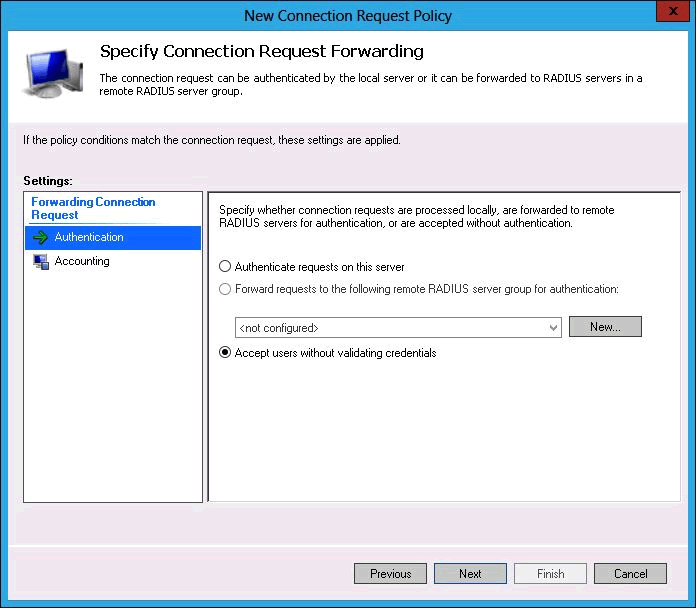 New Connection Request Policy
x
Specify Connection Request Forwarding
The connection request can be authenticated by the local server or it can be forwarded to RADIUS servers in a
remote RADIUS server group.
If the policy conditions match the connection request, these settings are applied.
Settings:
Forwarding Connection
Request
Authentication
Accounting
Specify whether connection requests are processed locally, are forwarded to remote
RADIUS servers for authentication, or are accepted without authentication.
Authenticate requests on this server
Forward requests to the following remote RADIUS server group for authentication:
<not configured>
New...
Accept users without validating credentials
Previous
Next
Finish
Cancel